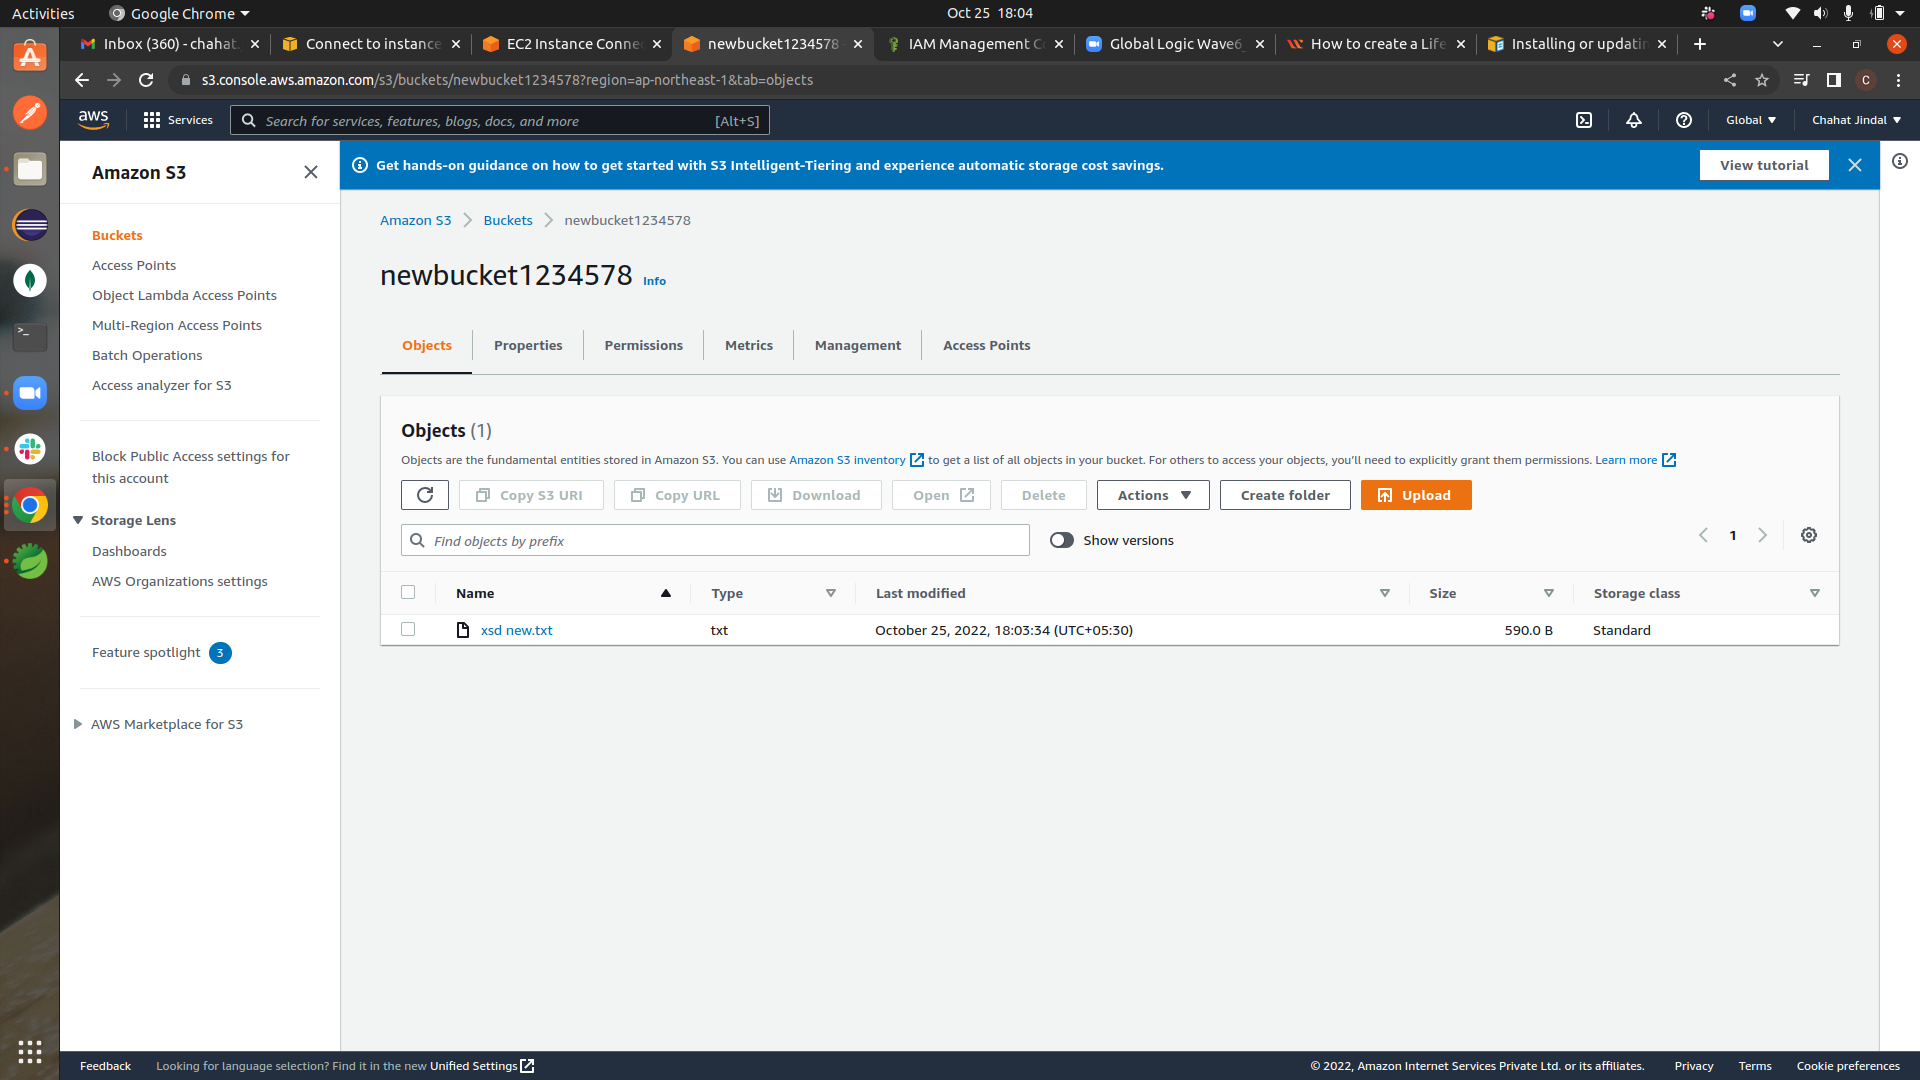 Activities
Google Chrome
Oct 25 18:04
Inbox (360) - chahat
Connect to instance
EC2 Instance Conne
newbucket1234578
IAM Management C
Global Logic Wave6
How to create a Life
Installing or updatin
s3.console.aws.amazon.com/s3/buckets/newbucket1234578?region=ap-northeast-1&tab=objects
C
aws
Services
Search for services, features, blogs, docs, and more
[Alt+S]
Global
Chahat Jindal
Amazon S3
Get hands-on guidance on how to get started with S3 Intelligent-Tiering and experience automatic storage cost savings.
View tutorial
Buckets
Access Points
Object Lambda Access Points
Multi-Region Access Points
Batch Operations
Access analyzer for S3
Block Public Access settings for
this account
Storage Lens
Dashboards
AWS Organizations settings
Feature spotlight 3
AWS Marketplace for S3
Amazon S3 > Buckets > newbucket1234578
newbucket1234578 Info
Objects
Properties
Permissions
Metrics
Management
Access Points
Objects (1)
Objects are the fundamental entities stored in Amazon S3. You can use Amazon S3 inventory to get a list of all objects in your bucket. For others to access your objects, you’ll need to explicitly grant them permissions. Learn more
Copy S3 URI
Copy URL
Download
Open
Delete
Actions
Create folder
Upload
Find objects by prefix
Show versions
1
Name
Type
Last modified
Size
Storage class
xsd new.txt
txt
October 25, 2022, 18:03:34 (UTC+05:30)
590.0 B
Standard
Feedback
Looking for language selection? Find it in the new Unified Settings
© 2022, Amazon Internet Services Private Ltd. or its affiliates.
Privacy
Terms
Cookie preferences